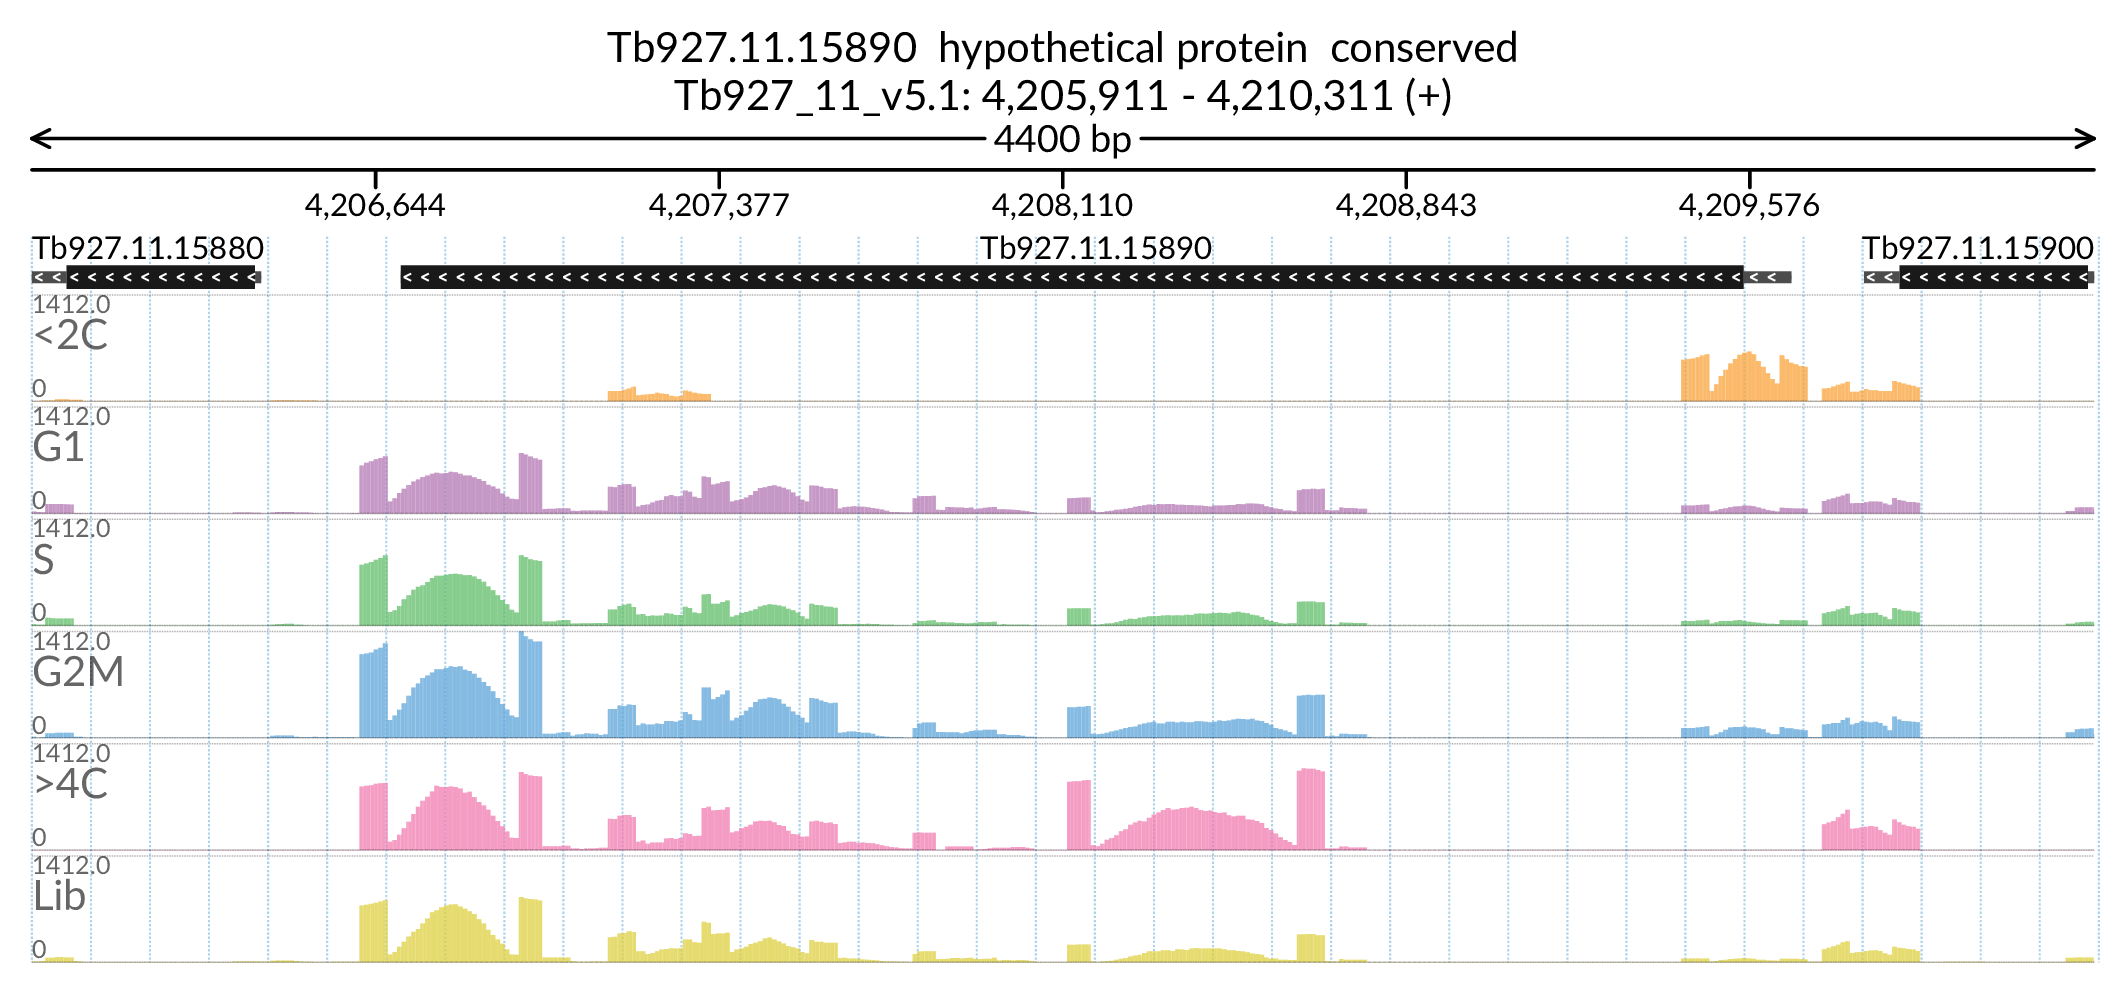 Tb927.11.15890  hypothetical protein  conserved
Tb927_11_v5.1: 4,205,911 - 4,210,311 (+)
4400 bp
4,206,644 4,207,377 4,208,110 4,208,843 4,209,576
Tb927.11.15880 Tb927.11.15890 Tb927.11.15900
1412.0
<2C
0
1412.0
G1
0
1412.0
S
0
1412.0
G2M
0
1412.0
>4C
0
1412.0
Lib
0